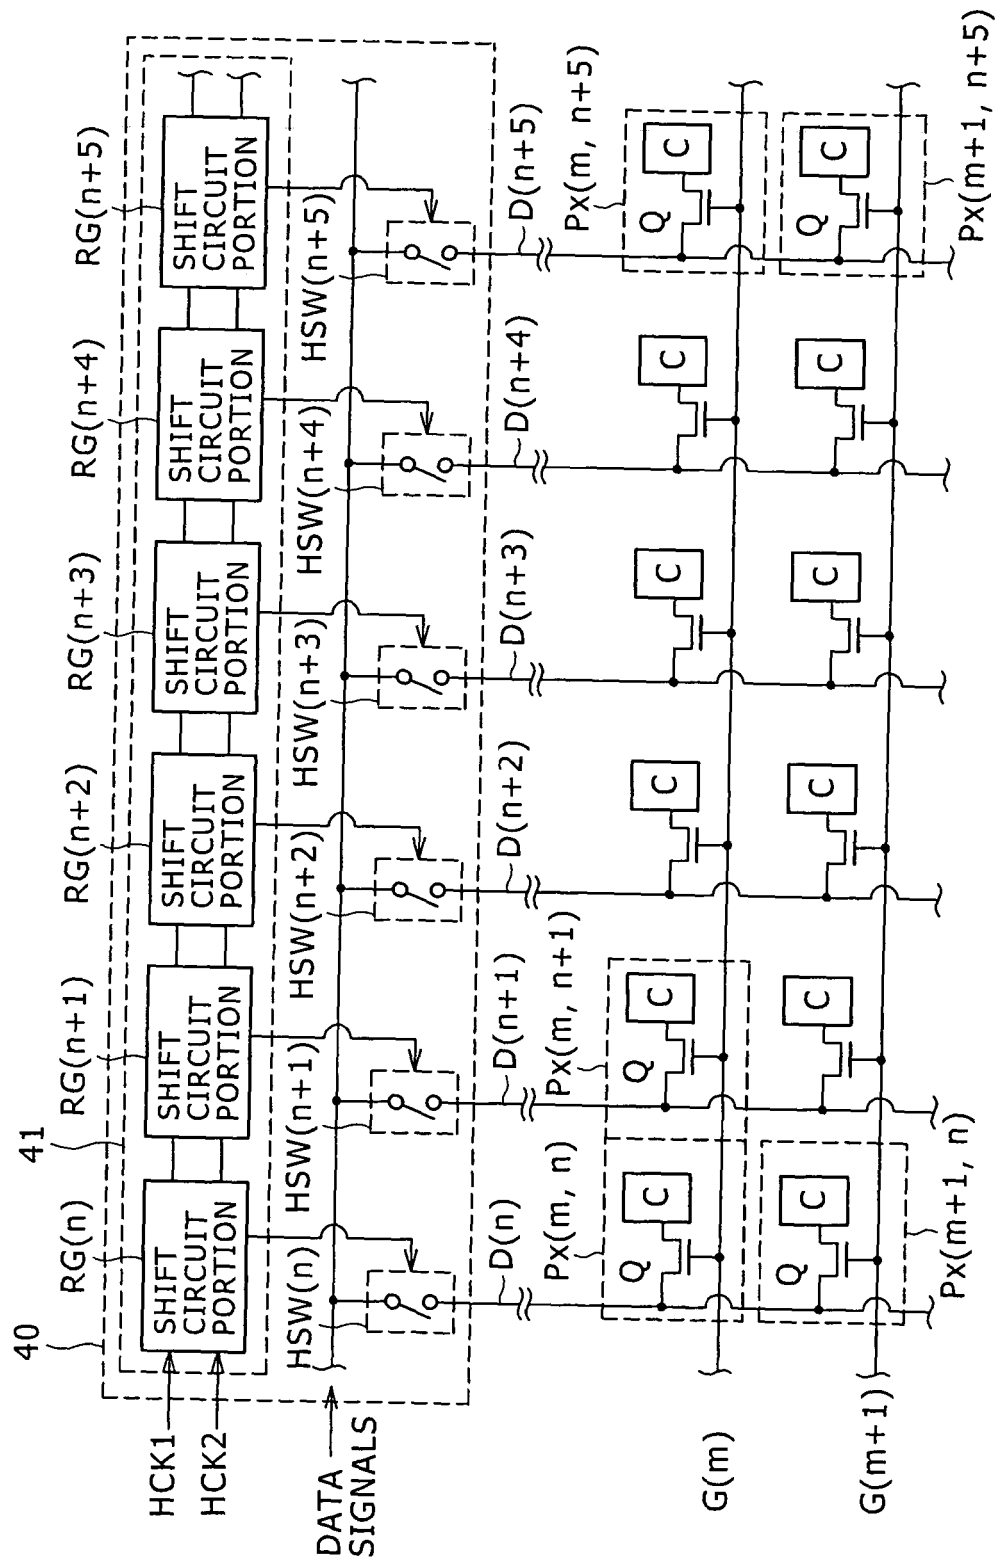 40
41
RG(n)
RG(n+1)
RG(n+2)
RG(n+3)
RG(n+4)
RG(n+5)
HCK1
HCK2
SHIFT
CIRCUIT
PORTION
SHIFT
CIRCUIT
PORTION
SHIFT
CIRCUIT
PORTION
SHIFT
CIRCUIT
PORTION
SHIFT
CIRCUIT
PORTION
SHIFT
CIRCUIT
PORTION
DATA
SIGNALS
HSW(n)
HSW(n+1)
HSW(n+2)
HSW(n+3)
HSW(n+4)
HSW(n+5)
D(n)
D(n+1)
D(n+2)
D(n+3)
D(n+4)
D(n+5)
Px(m, n)
Px(m, n+1)
Px(m, n+5)
Q
C
Q
C
C
C
C
Q
C
G(m)
Q
C
C
C
C
C
Q
C
G(m+1)
Px(m+1, n)
Px(m+1, n+5)